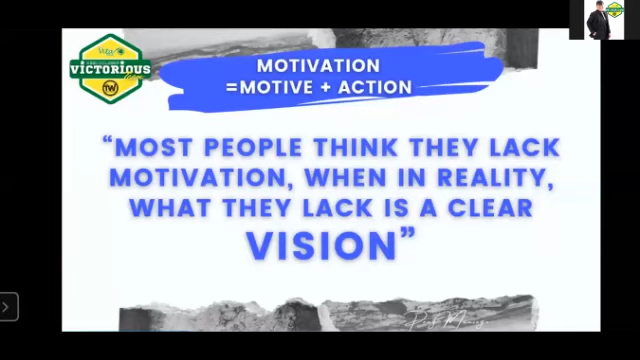 VICTORIOUS
TW
MOTIVATION
=MOTIVE + ACTION
“MOST PEOPLE THINK THEY LACK
MOTIVATION, WHEN IN REALITY,
WHAT THEY LACK IS A CLEAR
VISION”